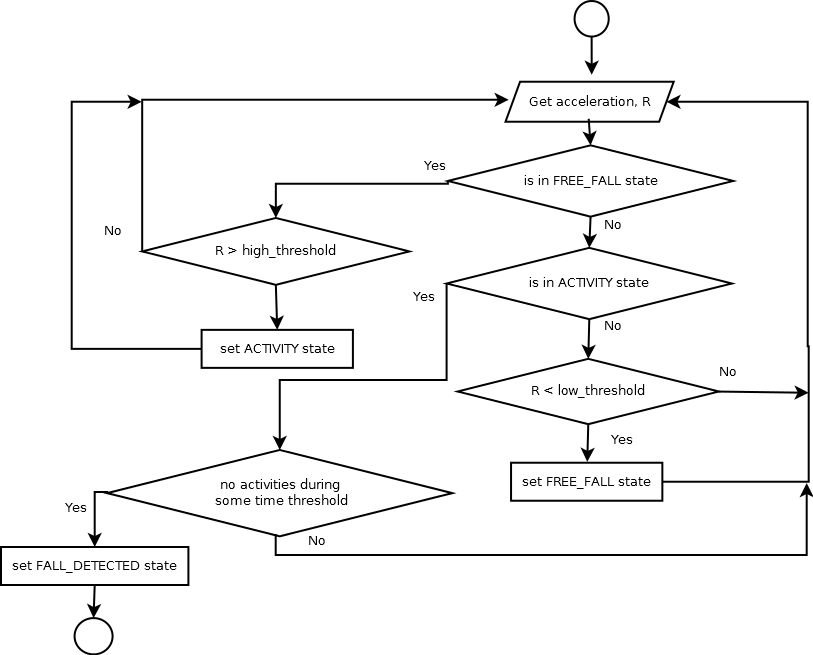 Get acceleration, R
Yes
is in FREE_FALL state
No
No
R > high_threshold
is in ACTIVITY state
Yes
No
set ACTIVITY state
No
R < low_threshold
Yes
set FREE_FALL state
no activities during
some time threshold
Yes
No
set FALL_DETECTED state